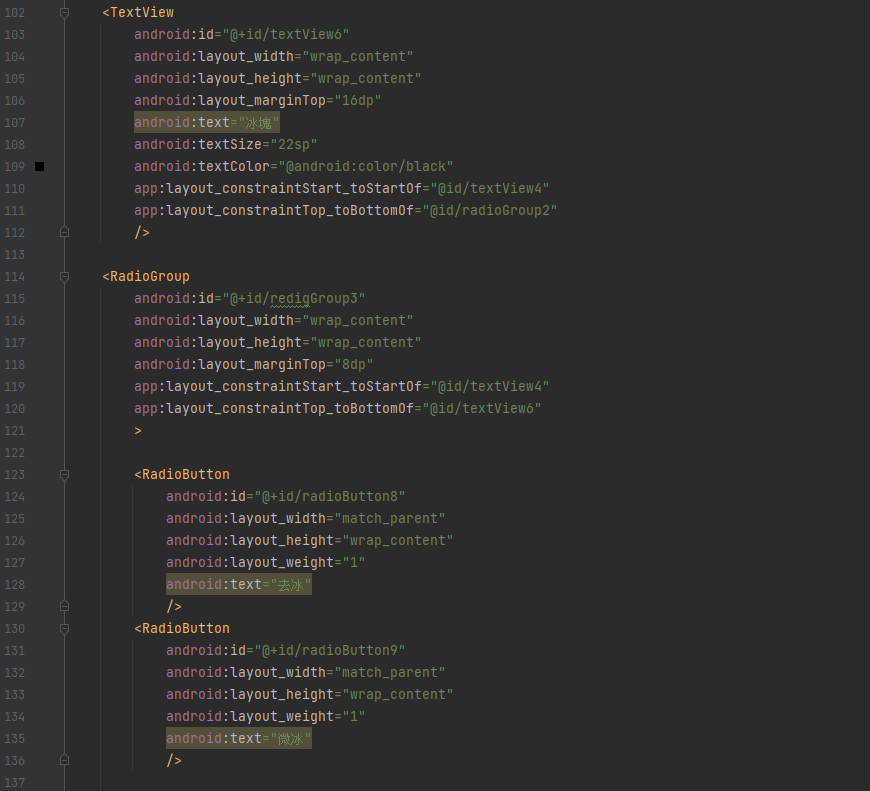 102 <TextView
103 android:id="@+id/textView6"
104 android:layout_width="wrap_content"
105 android:layout_height="wrap_content"
106 android:layout_marginTop="16dp"
107 android:text="冰塊"
108 android:textSize="22sp"
109 android:textColor="@android:color/black"
110 app:layout_constraintStart_toStartOf="@id/textView4"
111 app:layout_constraintTop_toBottomOf="@id/radioGroup2"
112 />
113
114 <RadioGroup
115 android:id="@+id/redigGroup3"
116 android:layout_width="wrap_content"
117 android:layout_height="wrap_content"
118 android:layout_marginTop="8dp"
119 app:layout_constraintStart_toStartOf="@id/textView4"
120 app:layout_constraintTop_toBottomOf="@id/textView6"
121 >
122
123 <RadioButton
124 android:id="@+id/radioButton8"
125 android:layout_width="match_parent"
126 android:layout_height="wrap_content"
127 android:layout_weight="1"
128 android:text="去冰"
129 />
130 <RadioButton
131 android:id="@+id/radioButton9"
132 android:layout_width="match_parent"
133 android:layout_height="wrap_content"
134 android:layout_weight="1"
135 android:text="微冰"
136 />
137